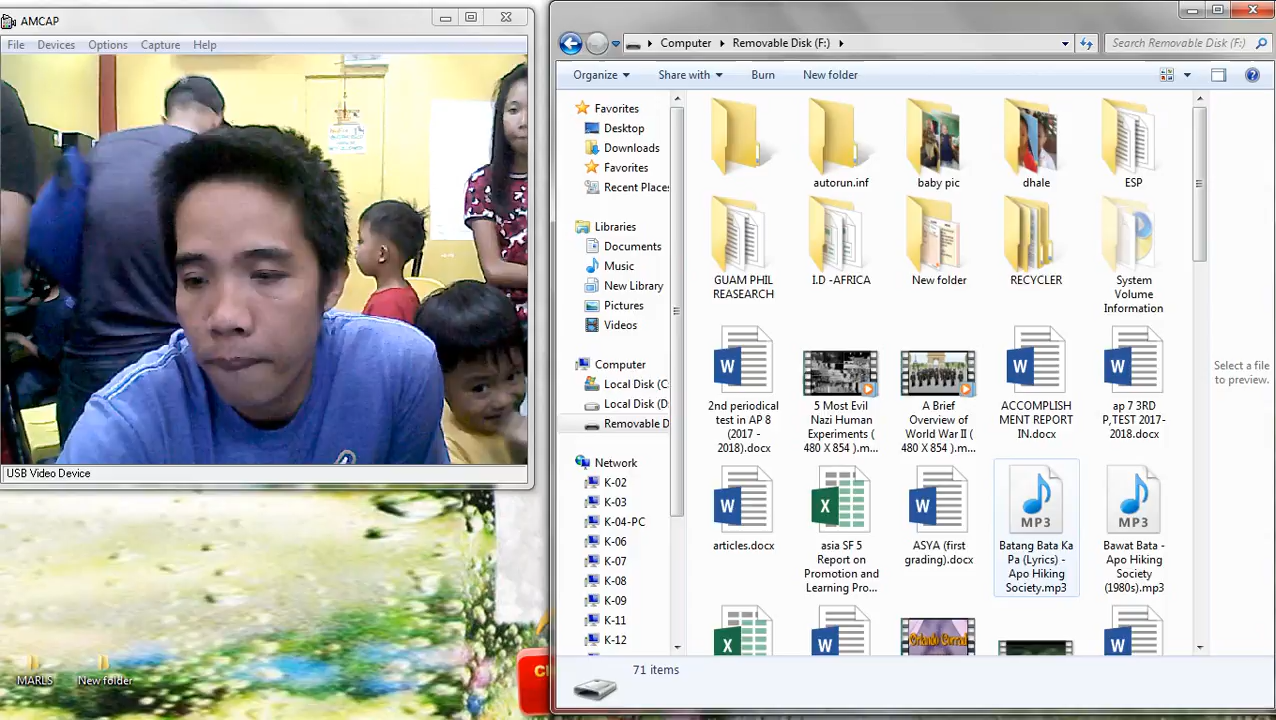 AMCAP
File Devices Options Capture Help
USB Video Device
MARLS
New folder
Computer Removable Disk (F:)
Search Removable Disk (F:)
Organize Share with Burn New folder
Favorites
Desktop
Downloads
Favorites
Recent Places
Libraries
Documents
Music
New Library
Pictures
Videos
Computer
Local Disk (C:
Local Disk (D
Removable D
Network
K-02
K-03
K-04-PC
K-06
K-07
K-08
K-09
K-11
K-12
autorun.inf
baby pic
dhale
ESP
GUAM PHIL
REASEARCH
I.D -AFRICA
New folder
RECYCLER
System
Volume
Information
2nd periodical
test in AP 8
(2017 -
2018).docx
5 Most Evil
Nazi Human
Experiments (
480 X 854 ).m...
A Brief
Overview of
World War II (
480 X 854 ).m...
ACCOMPLISH
MENT REPORT
IN.docx
ap 7 3RD
P,TEST 2017-
2018.docx
articles.docx
asia SF 5
Report on
Promotion and
Learning Pro...
ASYA (first
grading).docx
MP3
Batang Bata Ka
Pa (Lyrics) -
Apo Hiking
Society.mp3
MP3
Bawat Bata -
Apo Hiking
Society
(1980s).mp3
Select a file
to preview.
71 items